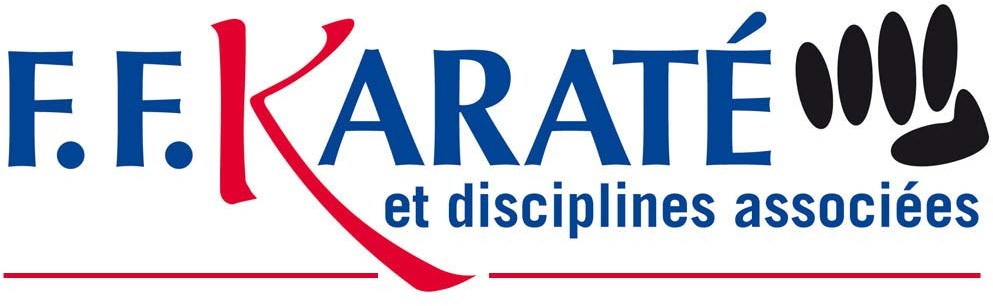 F.F.KARATÉ
et disciplines associées